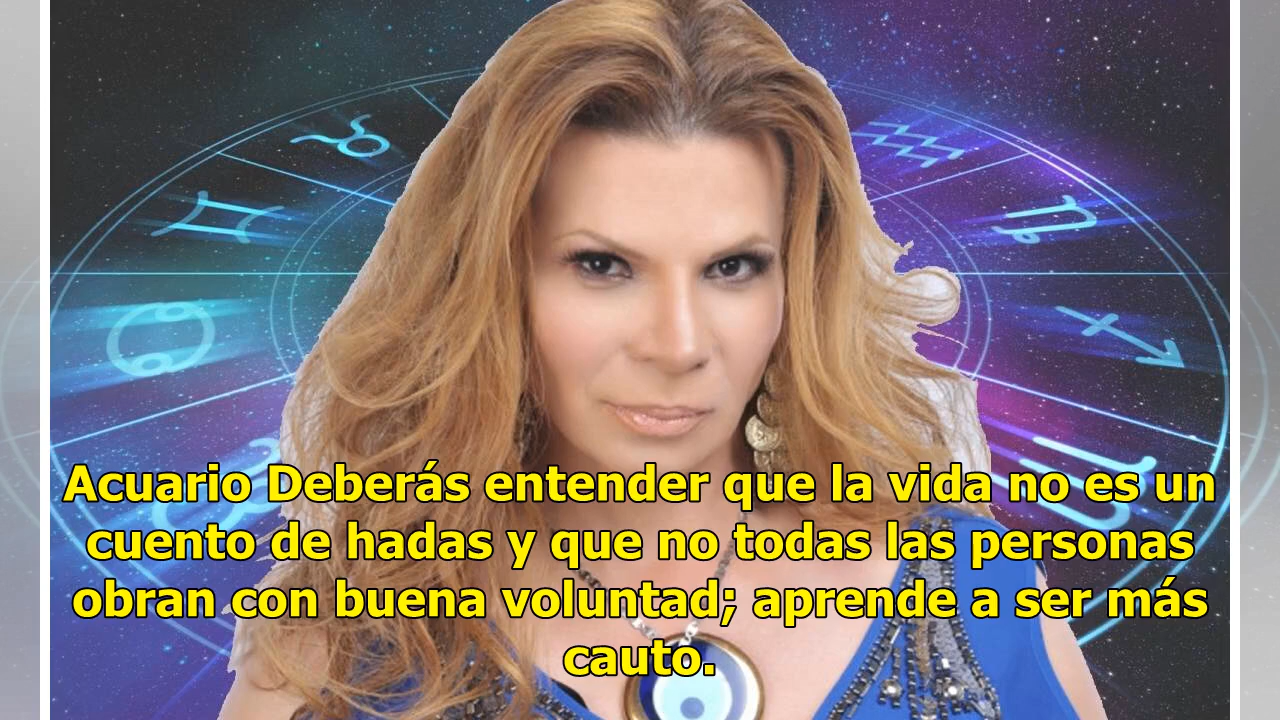 Acuario Deberás entender que la vida no es un
cuento de hadas y que no todas las personas
obran con buena voluntad; aprende a ser más
cauto.